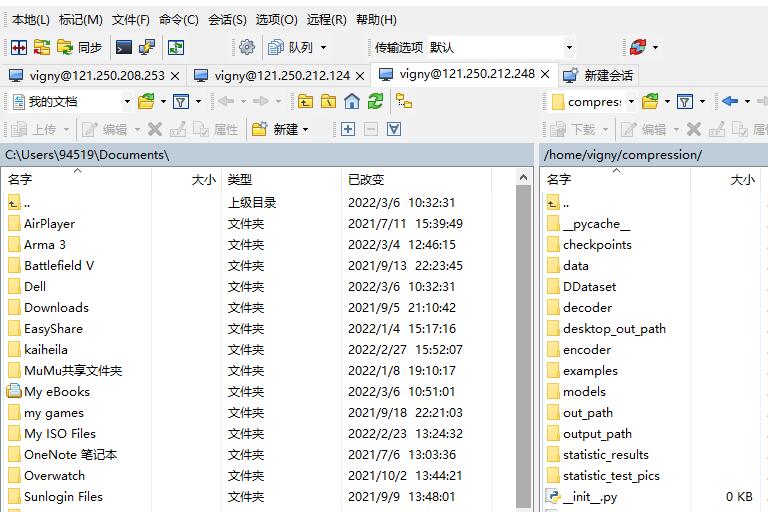 本地(L) 标记(M) 文件(F) 命令(C) 会话(S) 选项(O) 远程(R) 帮助(H)
同步 队列 传输选项 默认
vigny@121.250.208.253 vigny@121.250.212.124 vigny@121.250.212.248 新建会话
我的文档 compress
上传 编辑 属性 新建 下载 编辑 属性
C:\Users\94519\Documents\ /home/vigny/compression/
名字 大小 类型 已改变 名字 大小
.. 上级目录 2022/3/6 10:32:31 ..
AirPlayer 文件夹 2021/7/11 15:39:49 __pycache__
Arma 3 文件夹 2022/3/4 12:46:15 checkpoints
Battlefield V 文件夹 2021/9/13 22:23:45 data
Dell 文件夹 2022/3/6 10:32:31 DDataset
Downloads 文件夹 2021/9/5 21:10:42 decoder
EasyShare 文件夹 2022/1/4 15:17:16 desktop_out_path
kaiheila 文件夹 2022/2/27 15:52:07 encoder
MuMu共享文件夹 文件夹 2022/1/8 19:10:17 examples
My eBooks 文件夹 2022/3/6 10:51:01 models
my games 文件夹 2021/9/18 22:21:03 out_path
My ISO Files 文件夹 2022/2/23 13:24:32 output_path
OneNote 笔记本 文件夹 2021/7/6 13:03:36 statistic_results
Overwatch 文件夹 2021/10/2 13:44:21 statistic_test_pics
Sunlogin Files 文件夹 2021/9/9 13:48:01 __init__.py 0 KB